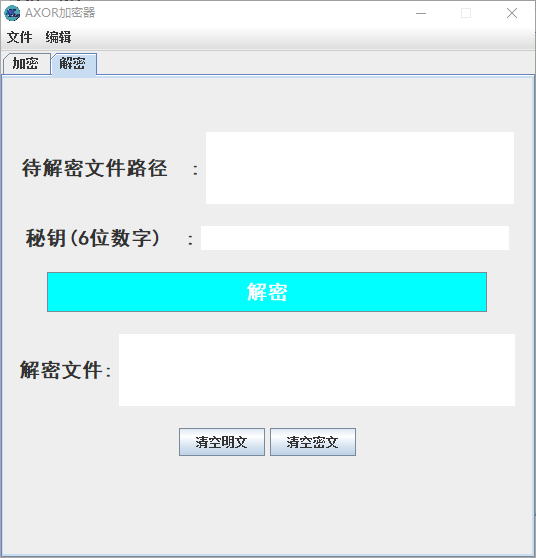 AXOR加密器
文件 编辑
加密 解密
待解密文件路径 :
秘钥(6位数字) :
解密
解密文件:
清空明文 清空密文